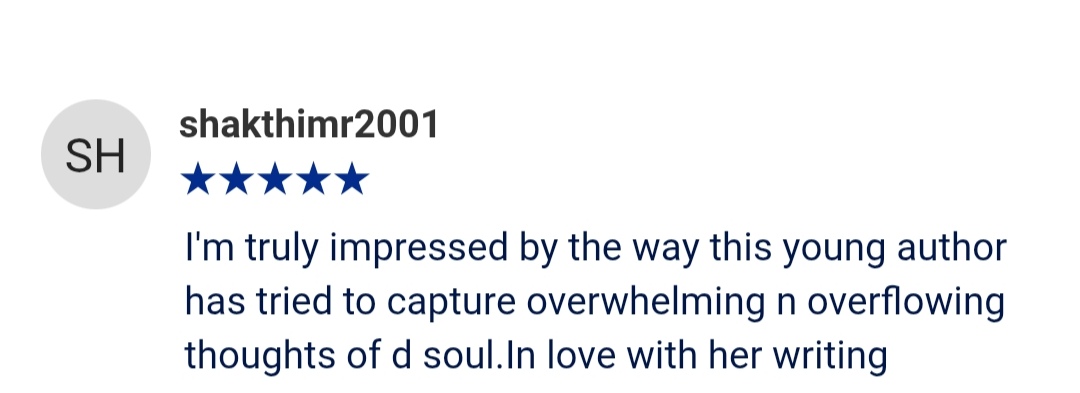 SH
shakthimr2001
★★★★★
I'm truly impressed by the way this young author
has tried to capture overwhelming n overflowing
thoughts of d soul.In love with her writing